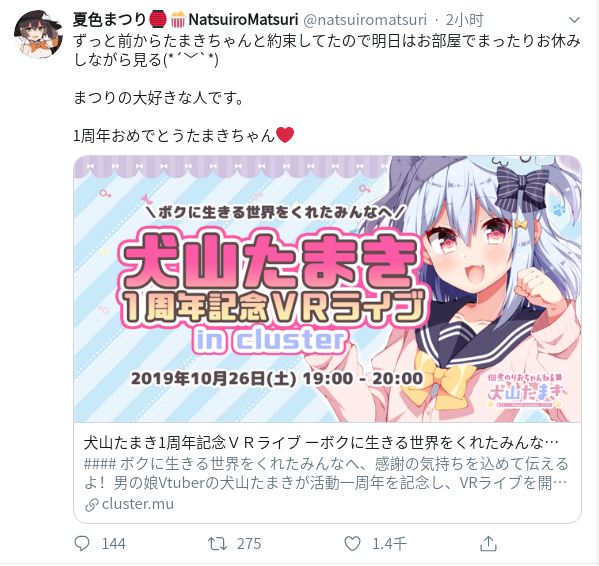 夏色まつり🏮🍿NatsuiroMatsuri @natsuiromatsuri · 2小时
ずっと前からたまきちゃんと約束してたので明日はお部屋でまったりお休み
しながら見る(*´﹀`*)
まつりの大好きな人です。
1周年おめでとうたまきちゃん❤️
\ボクに生きる世界をくれたみんなへ/
犬山たまき
1周年記念VRライブ
in cluster
2019年10月26日(土) 19:00 - 20:00
佃煮のりおちゃんねる
犬山たまき
犬山たまき1周年記念ＶＲライブ ーボクに生きる世界をくれたみんな…
#### ボクに生きる世界をくれたみんなへ、感謝の気持ちを込めて伝える
よ！男の娘Vtuberの犬山たまきが活動一周年を記念し、VRライブを開…
cluster.mu
144 275 1.4千